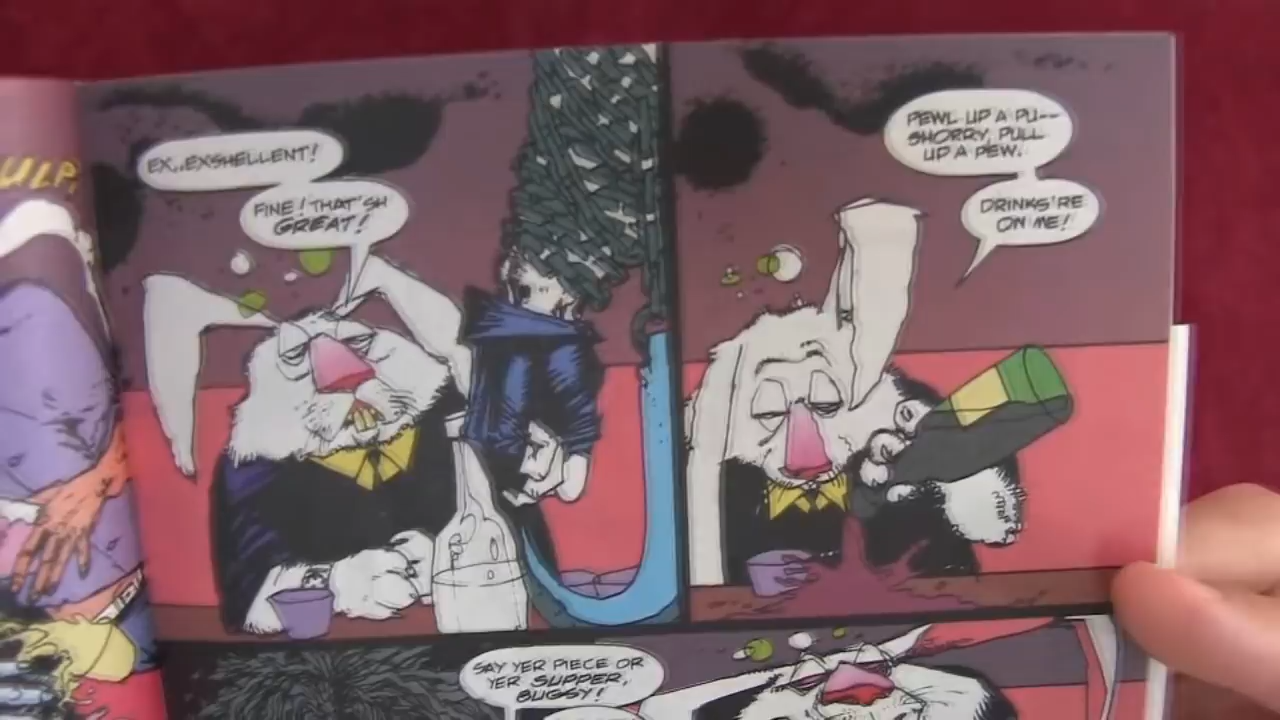 ULP.
EX..EXSHELLENT!
FINE! THAT'SH
GREAT!
PEWL UP A PU--
SHORRY, PULL
UP A PEW.
DRINKS'RE
ON ME!
SAY YER PIECE OR
YER SUPPER,
BUGSY!